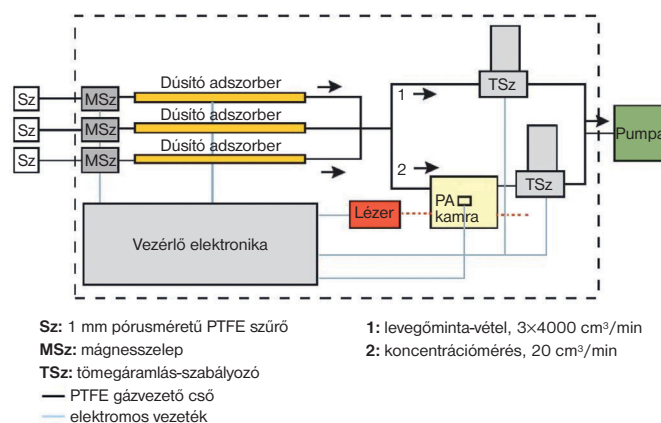 Dúsító adszorber
Sz MSz
Dúsító adszorber
Sz MSz
Dúsító adszorber
Sz MSz
1
TSz
Pumpa
2
TSz
PA
kamra
Lézer
Vezérlő elektronika
Sz: 1 mm pórusméretű PTFE szűrő
MSz: mágnesszelep
TSz: tömegáramlás-szabályozó
PTFE gázvezető cső
elektromos vezeték
1: levegőminta-vétel, 3×4000 cm³/min
2: koncentrációmérés, 20 cm³/min